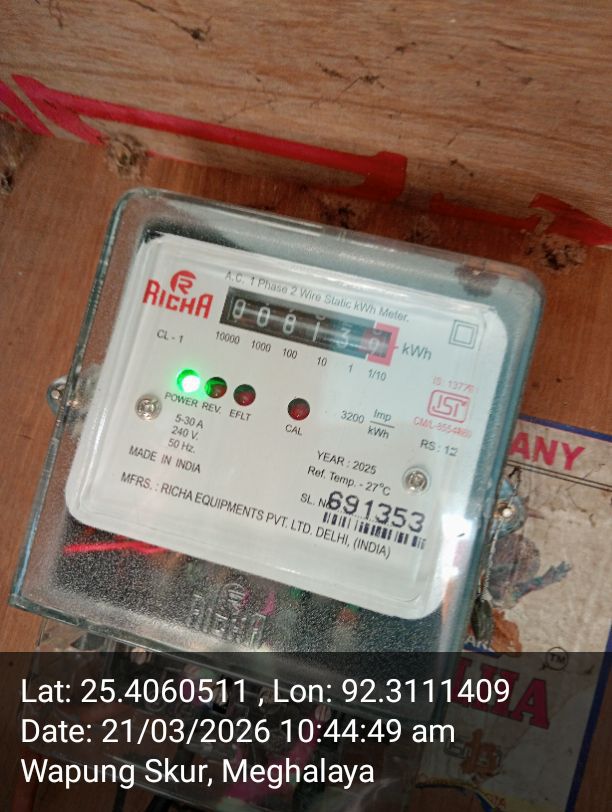 RICHA
A.C. 1 Phase 2 Wire Static kWh Meter.
kWh
CL - 1
10000 1000 100 10 1 1/10
POWER REV. EFLT
CAL
3200 Imp/kWh
5-30 A
240 V.
50 Hz.
RS : 12
MADE IN INDIA
YEAR : 2025
Ref. Temp. - 27°C
SL. No
691353
MFRS. : RICHA EQUIPMENTS PVT. LTD. DELHI, (INDIA)
ANY
TM
Lat: 25.4060511 , Lon: 92.3111409
Date: 21/03/2026 10:44:49 am
Wapung Skur, Meghalaya